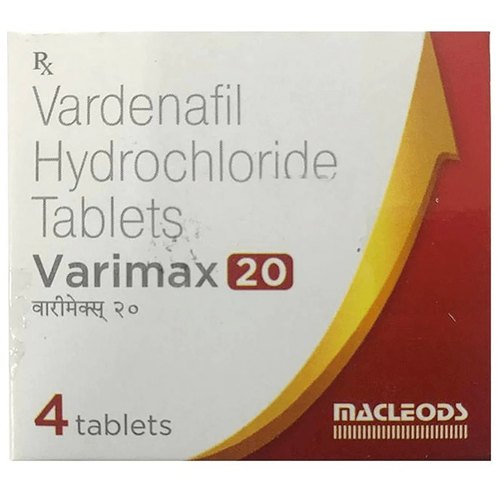 Rx
Vardenafil
Hydrochloride
Tablets
Varimax 20
वारीमेक्स् २०
4 tablets
MACLEODS